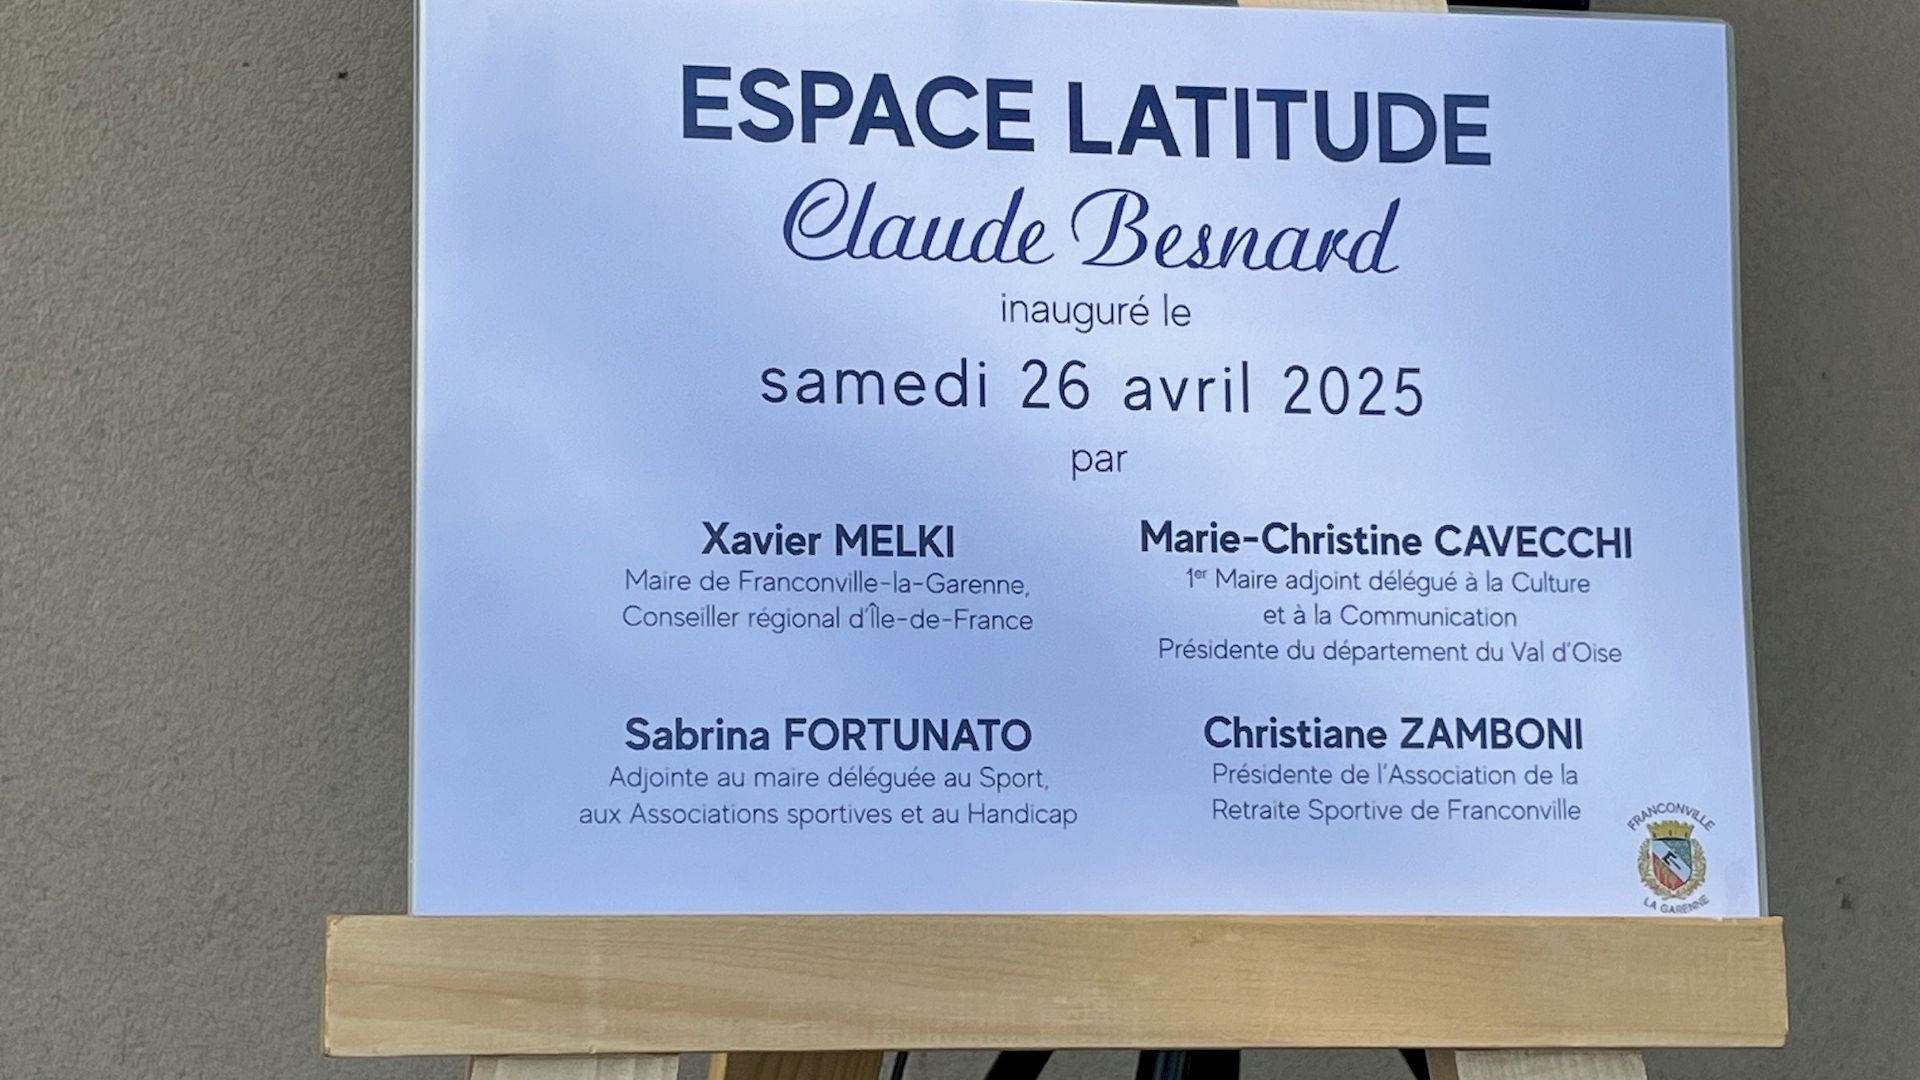 ESPACE LATITUDE
Claude Besnard
inauguré le
samedi 26 avril 2025
par
Xavier MELKI
Maire de Franconville-la-Garenne,
Conseiller régional d'Île-de-France
Marie-Christine CAVECCHI
1er Maire adjoint délégué à la Culture
et à la Communication
Présidente du département du Val d'Oise
Sabrina FORTUNATO
Adjointe au maire déléguée au Sport,
aux Associations sportives et au Handicap
Christiane ZAMBONI
Présidente de l'Association de la
Retraite Sportive de Franconville
FRANCONVILLE
LA GARENNE